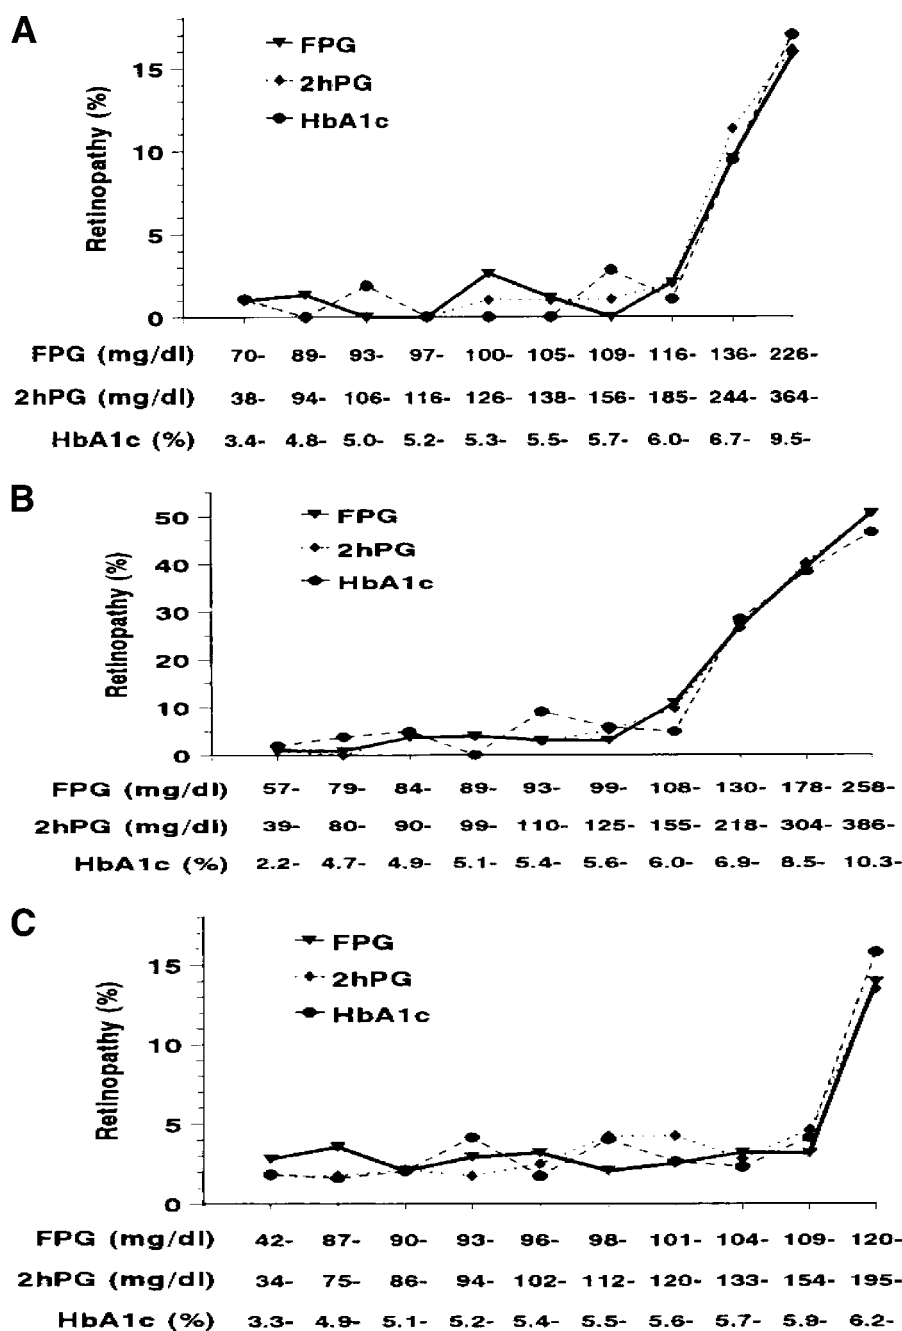 A
FPG
2hPG
HbA1c
Retinopathy (%)
15
10
5
0
FPG (mg/dl) 70- 89- 93- 97- 100- 105- 109- 116- 136- 226-
2hPG (mg/dl) 38- 94- 106- 116- 126- 138- 156- 185- 244- 364-
HbA1c (%) 3.4- 4.8- 5.0- 5.2- 5.3- 5.5- 5.7- 6.0- 6.7- 9.5-
B
FPG
2hPG
HbA1c
Retinopathy (%)
50
40
30
20
10
0
FPG (mg/dl) 57- 79- 84- 89- 93- 99- 108- 130- 178- 258-
2hPG (mg/dl) 39- 80- 90- 99- 110- 125- 155- 218- 304- 386-
HbA1c (%) 2.2- 4.7- 4.9- 5.1- 5.4- 5.6- 6.0- 6.9- 8.5- 10.3-
C
FPG
2hPG
HbA1c
Retinopathy (%)
15
10
5
0
FPG (mg/dl) 42- 87- 90- 93- 96- 98- 101- 104- 109- 120-
2hPG (mg/dl) 34- 75- 86- 94- 102- 112- 120- 133- 154- 195-
HbA1c (%) 3.3- 4.9- 5.1- 5.2- 5.4- 5.5- 5.6- 5.7- 5.9- 6.2-